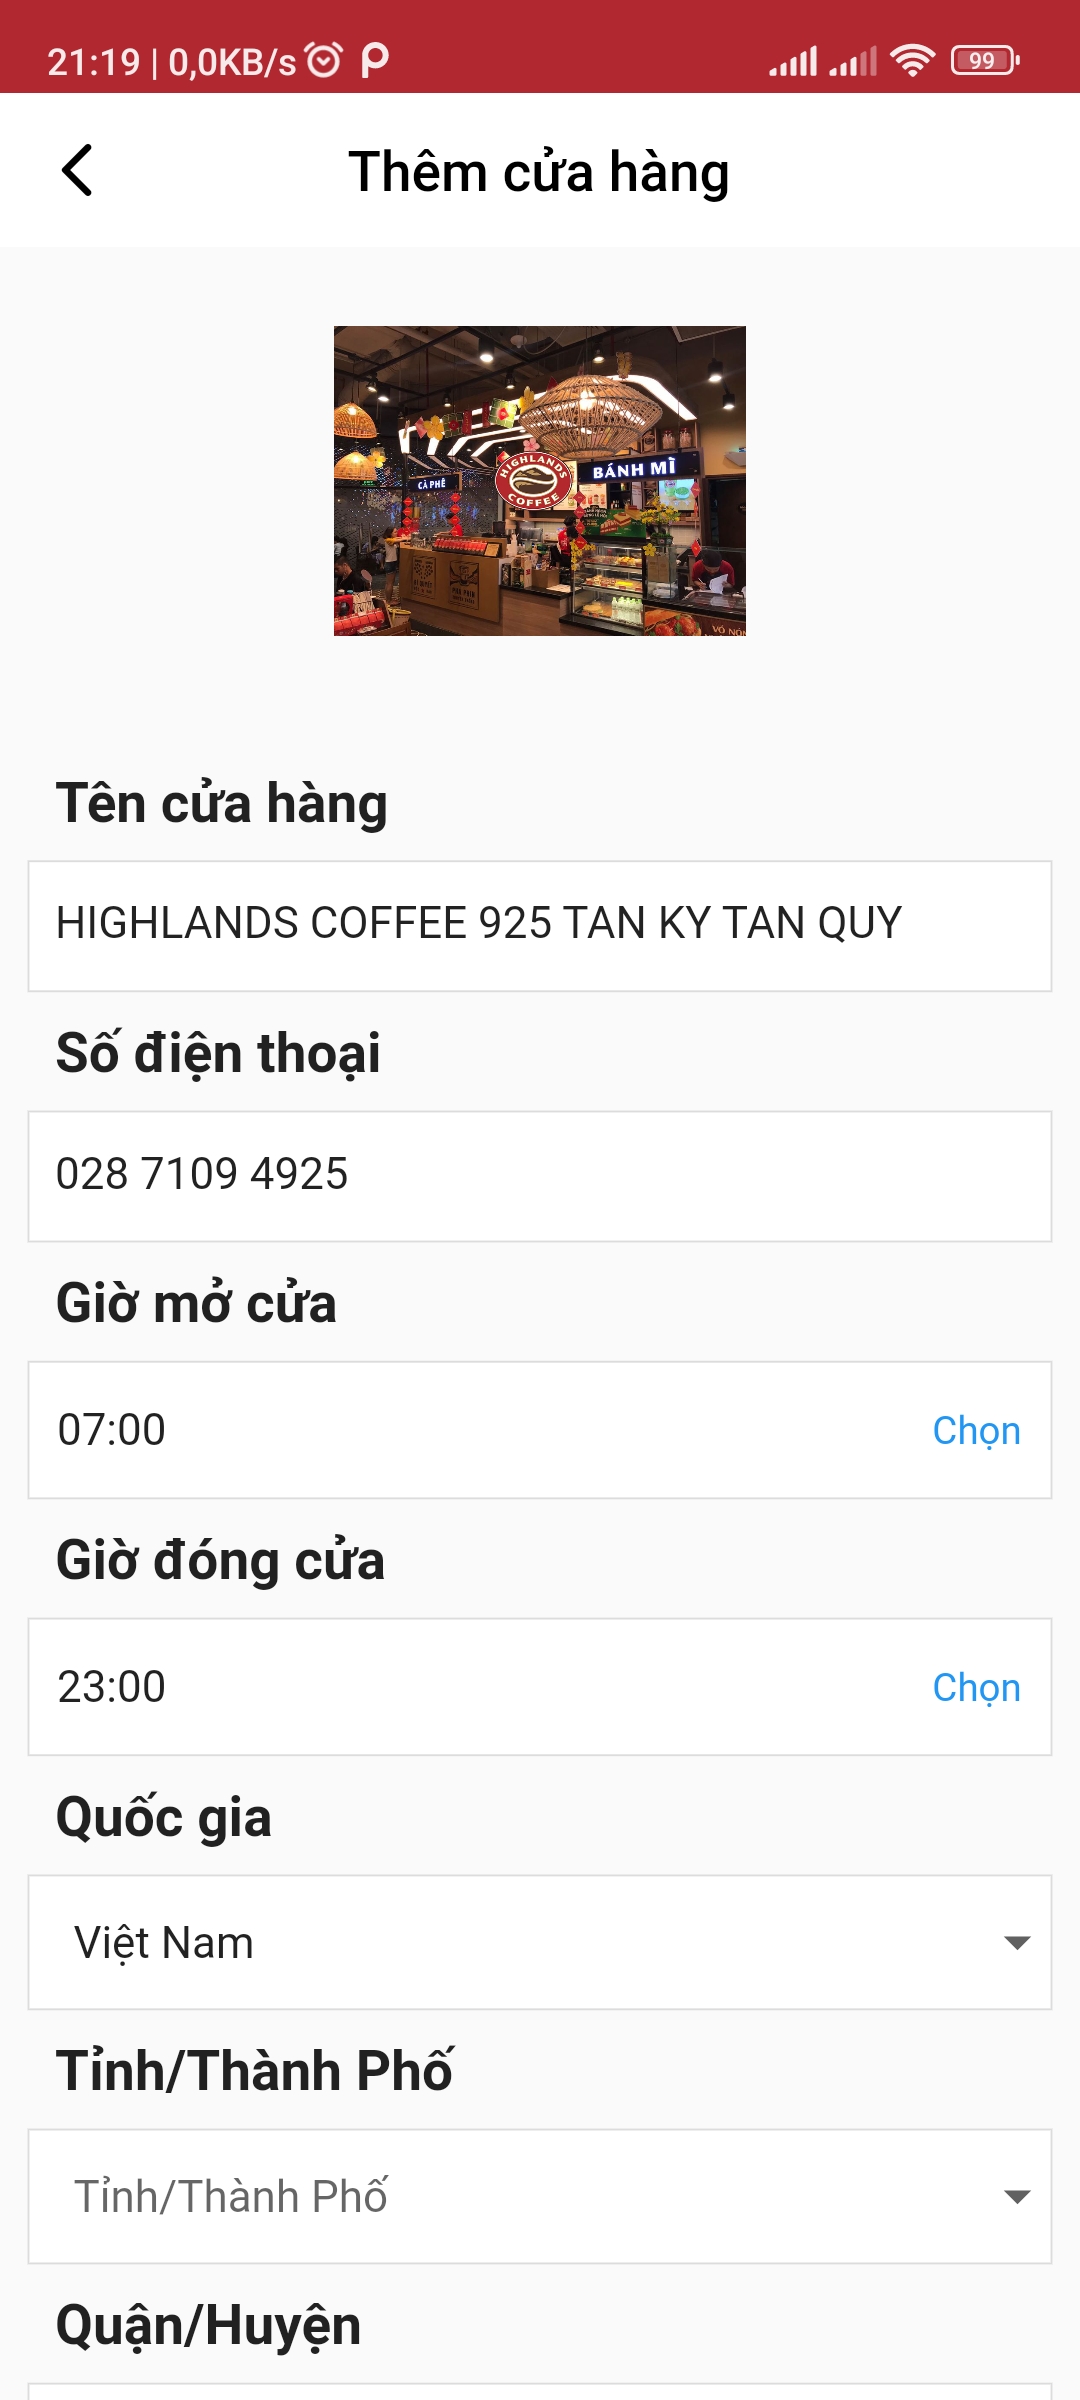 21:19 | 0,0KB/s
99
Thêm cửa hàng
CÀ PHÊ
HIGHLANDS
COFFEE
BÁNH MÌ
Tên cửa hàng
HIGHLANDS COFFEE 925 TAN KY TAN QUY
Số điện thoại
028 7109 4925
Giờ mở cửa
07:00
Chọn
Giờ đóng cửa
23:00
Chọn
Quốc gia
Việt Nam
Tỉnh/Thành Phố
Tỉnh/Thành Phố
Quận/Huyện